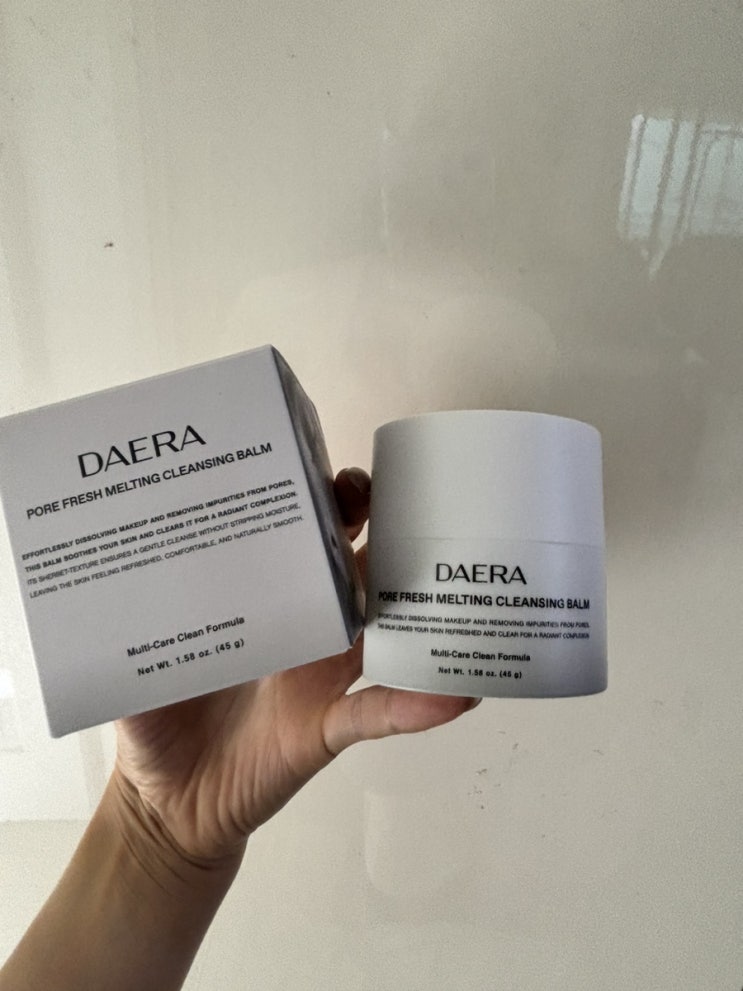 DAERA
PORE FRESH MELTING CLEANSING BALM
EFFORTLESSLY DISSOLVING MAKEUP AND REMOVING IMPURITIES FROM PORES,
THIS BALM SOOTHES YOUR SKIN AND CLEARS IT FOR A RADIANT COMPLEXION.
ITS SHERBET-TEXTURE ENSURES A GENTLE CLEANSE WITHOUT STRIPPING MOISTURE,
LEAVING THE SKIN FEELING REFRESHED, COMFORTABLE, AND NATURALLY SMOOTH.
Multi-Care Clean Formula
Net Wt. 1.58 oz. (45 g)
DAERA
PORE FRESH MELTING CLEANSING BALM
EFFORTLESSLY DISSOLVING MAKEUP AND REMOVING IMPURITIES FROM PORES,
THIS BALM LEAVES YOUR SKIN REFRESHED AND CLEAR FOR A RADIANT COMPLEXION
Multi-Care Clean Formula
Net Wt. 1.58 oz. (45 g)